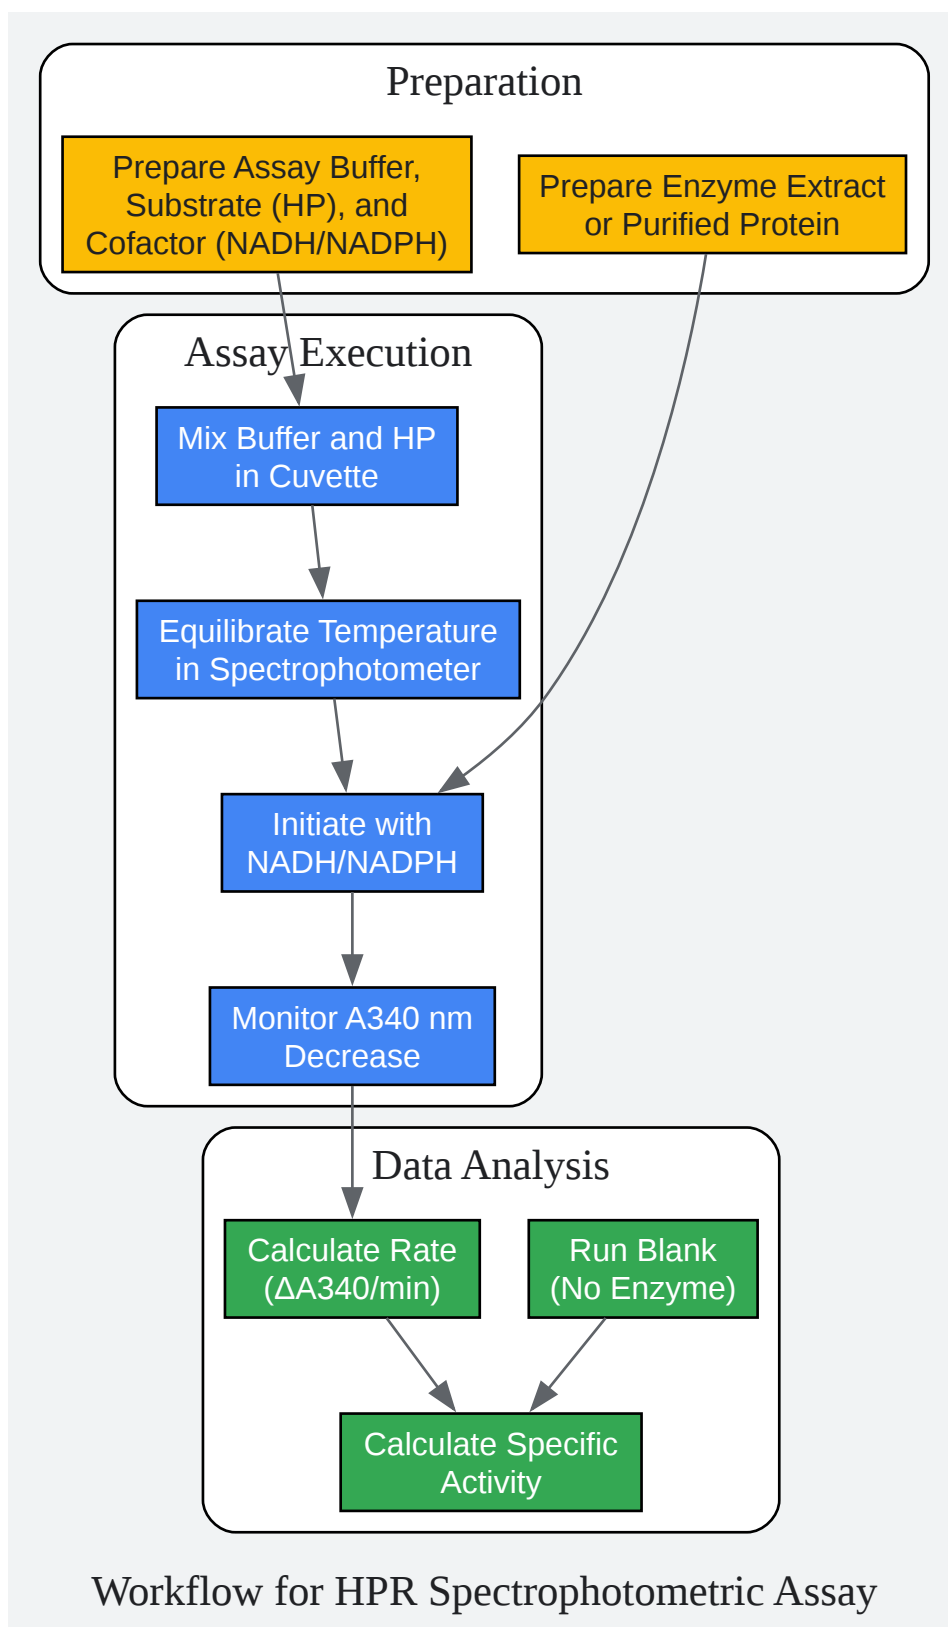 Preparation
Prepare Assay Buffer,
Substrate (HP), and
Cofactor (NADH/NADPH)
Prepare Enzyme Extract
or Purified Protein
Assay Execution
Mix Buffer and HP
in Cuvette
Equilibrate Temperature
in Spectrophotometer
Initiate with
NADH/NADPH
Monitor A340 nm
Decrease
Data Analysis
Calculate Rate
(ΔA340/min)
Run Blank
(No Enzyme)
Calculate Specific
Activity
Workflow for HPR Spectrophotometric Assay